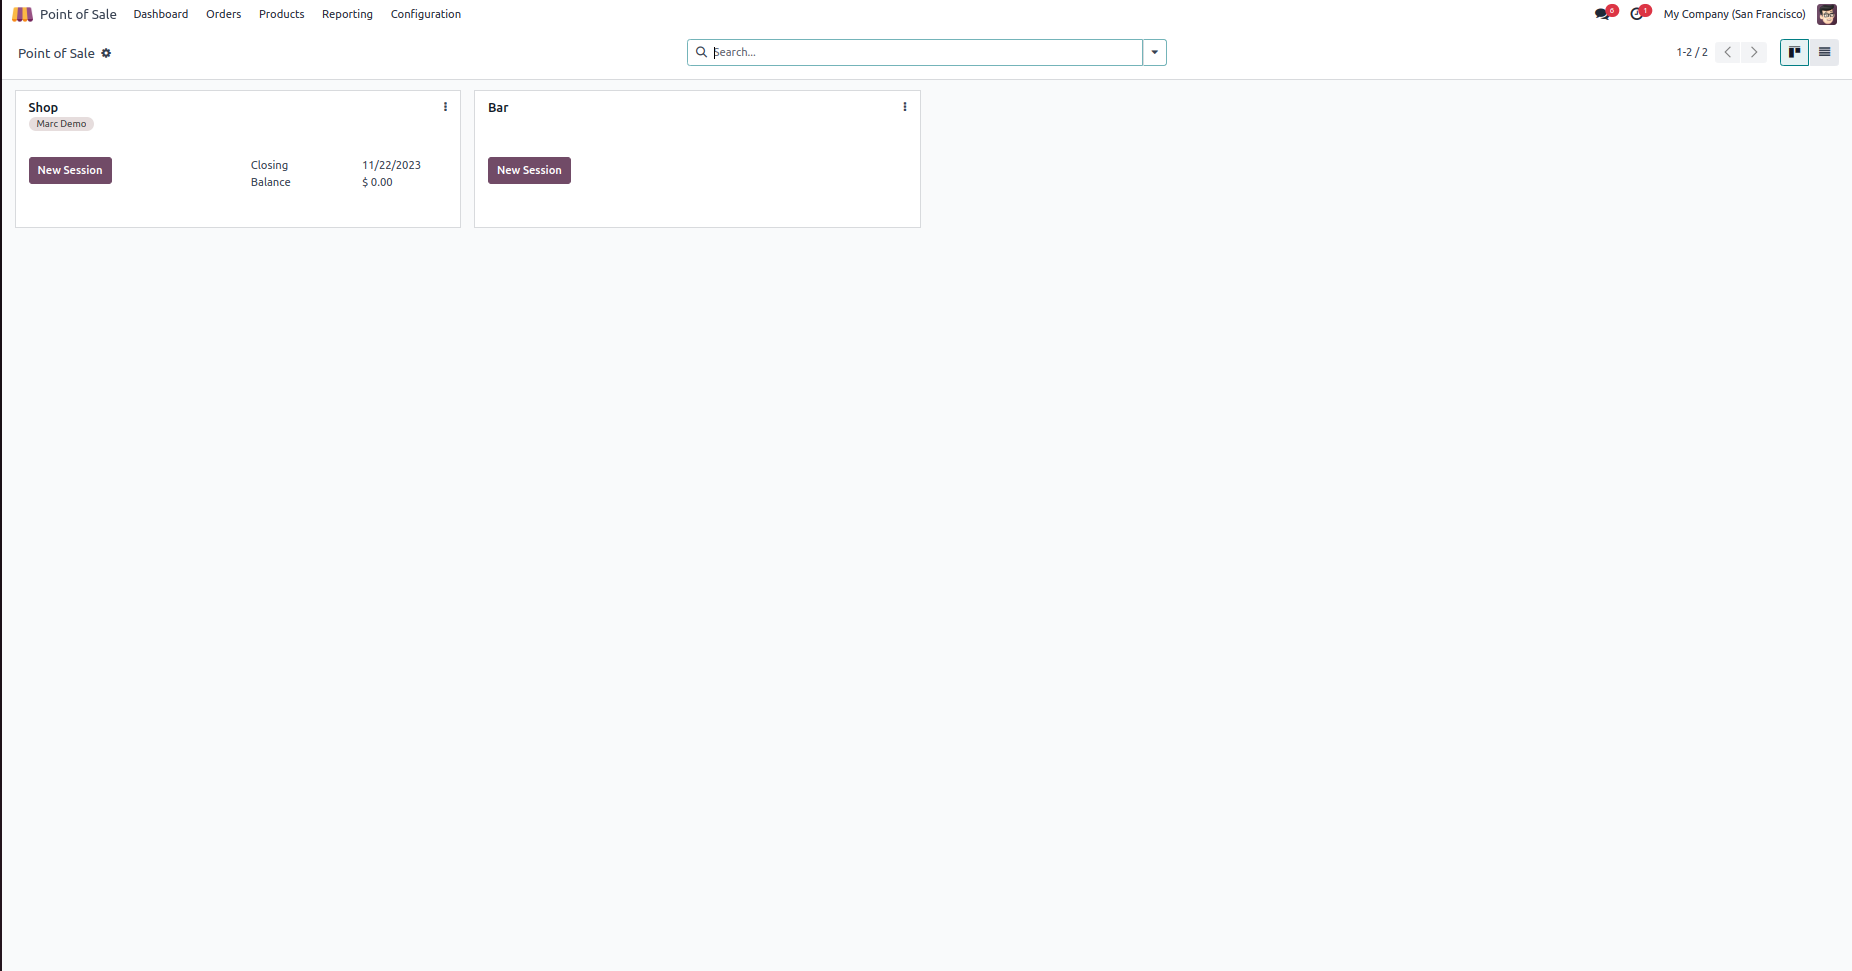 Point of Sale Dashboard Orders Products Reporting Configuration 6 1 My Company (San Francisco)
Point of Sale Search... 1-2 / 2
Shop
Marc Demo
New Session Closing 11/22/2023
Balance $ 0.00
Bar
New Session